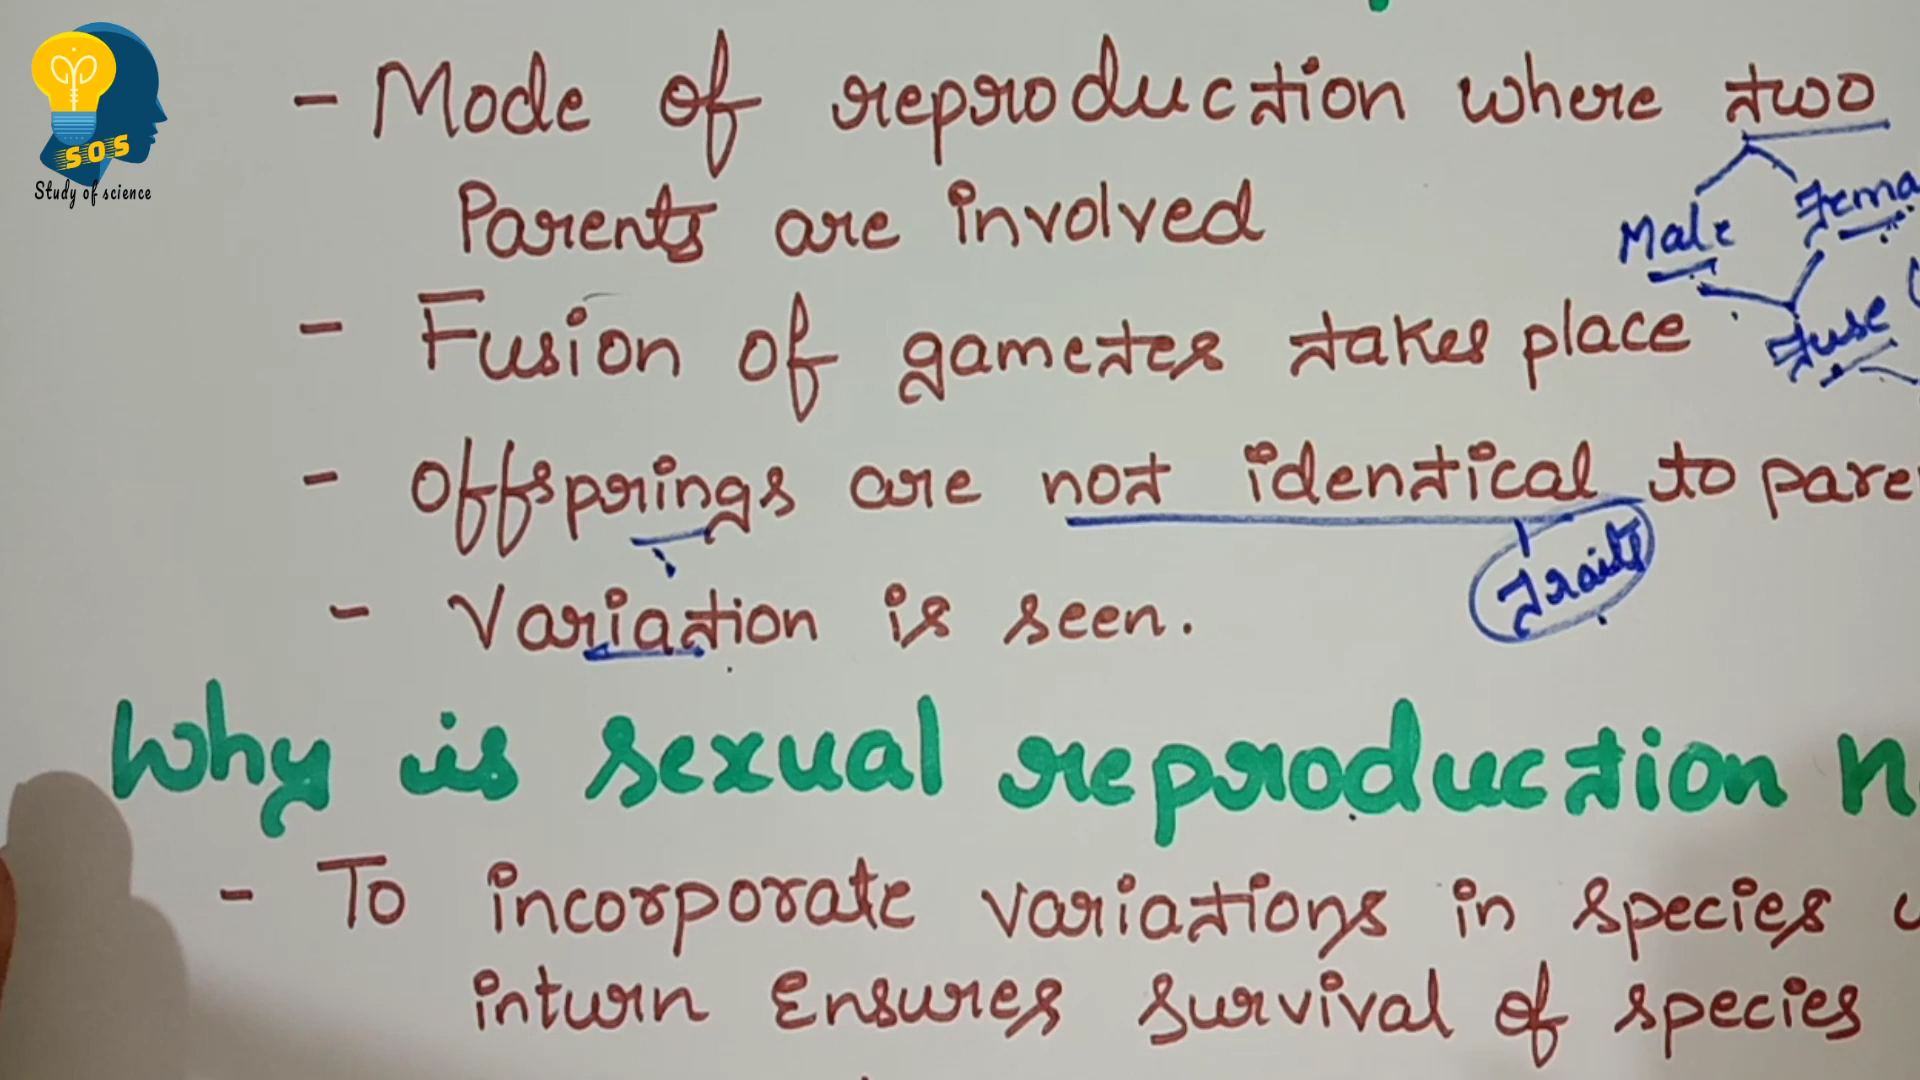 SOS
Study of science
- Mode of reproduction where two
Parents are involved
Male
- Fusion of gametes takes place
fuse
- Offsprings are not identical to
traits
- Variation is seen.
Why is sexual reproduction
- To incorporate variations in species
inturn Ensures survival of species